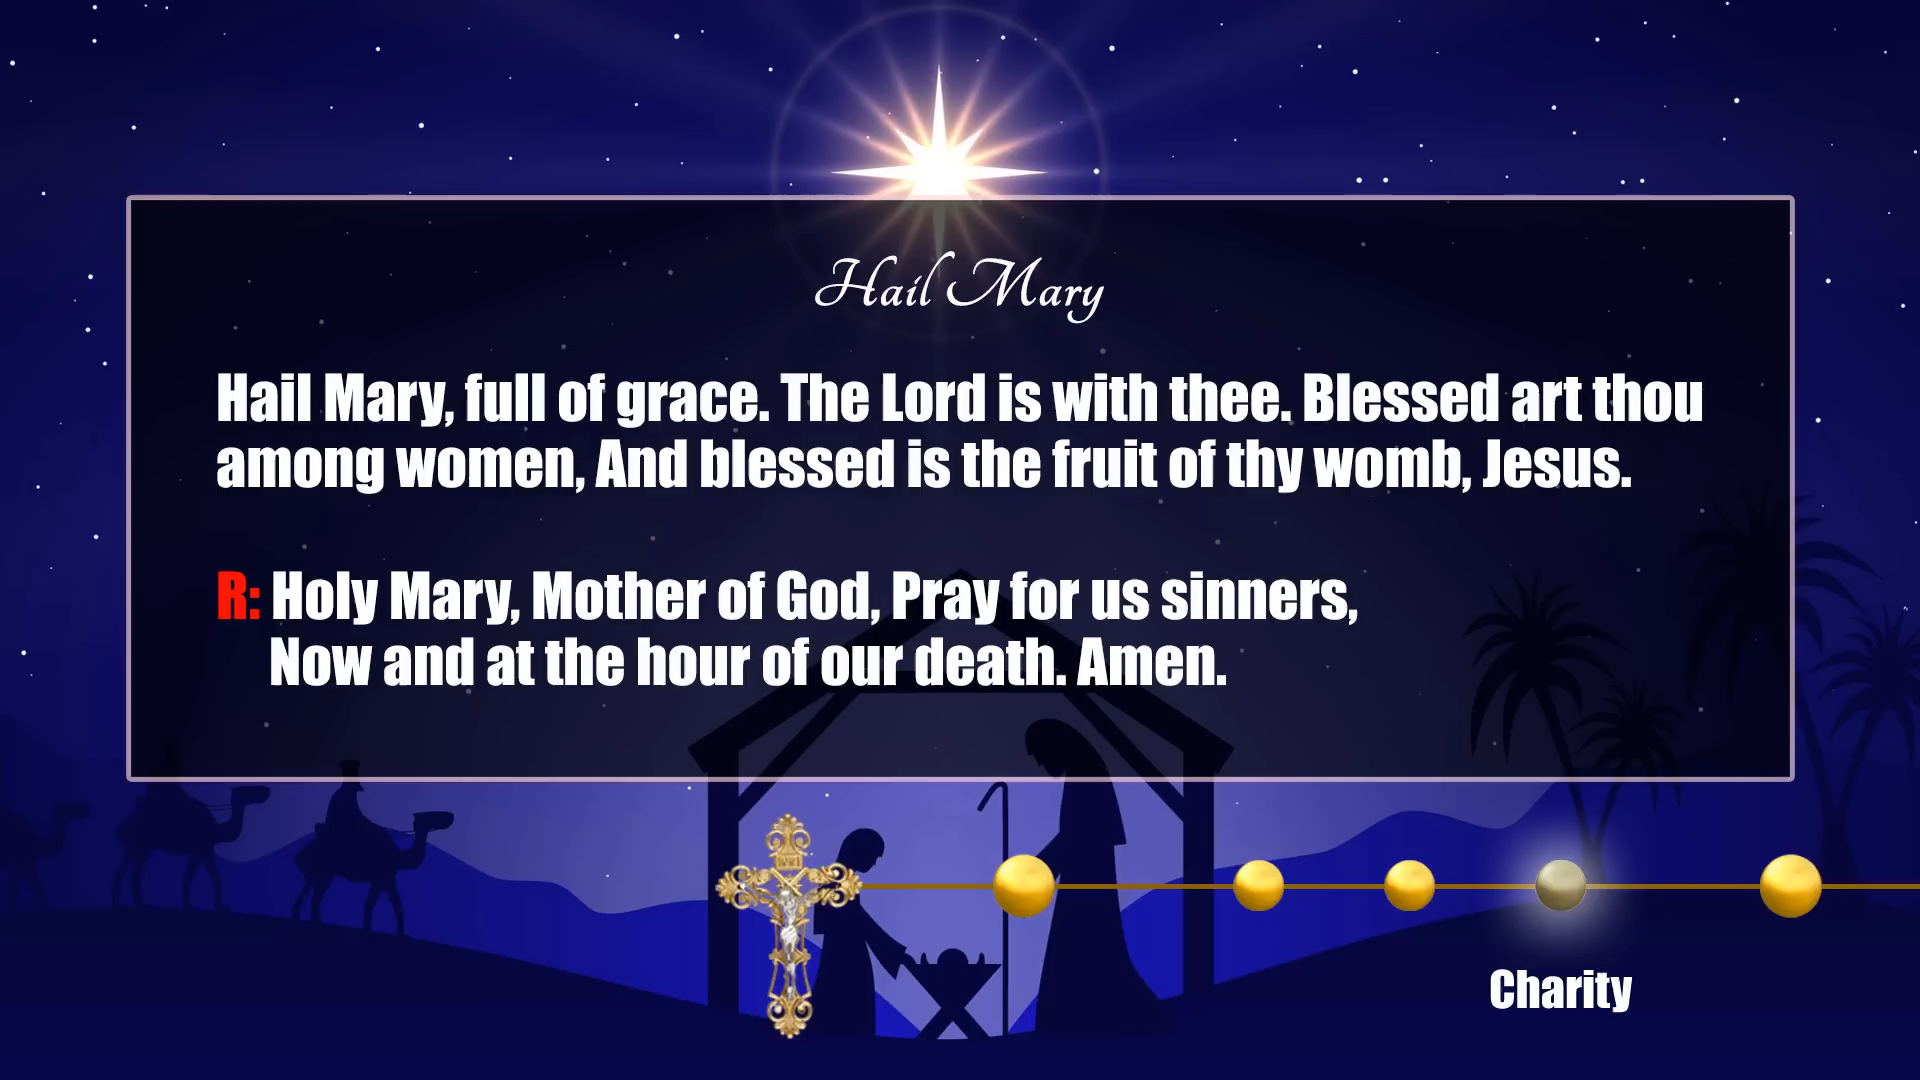 Hail Mary
Hail Mary, full of grace. The Lord is with thee. Blessed art thou
among women, And blessed is the fruit of thy womb, Jesus.
R: Holy Mary, Mother of God, Pray for us sinners,
Now and at the hour of our death. Amen.
Charity